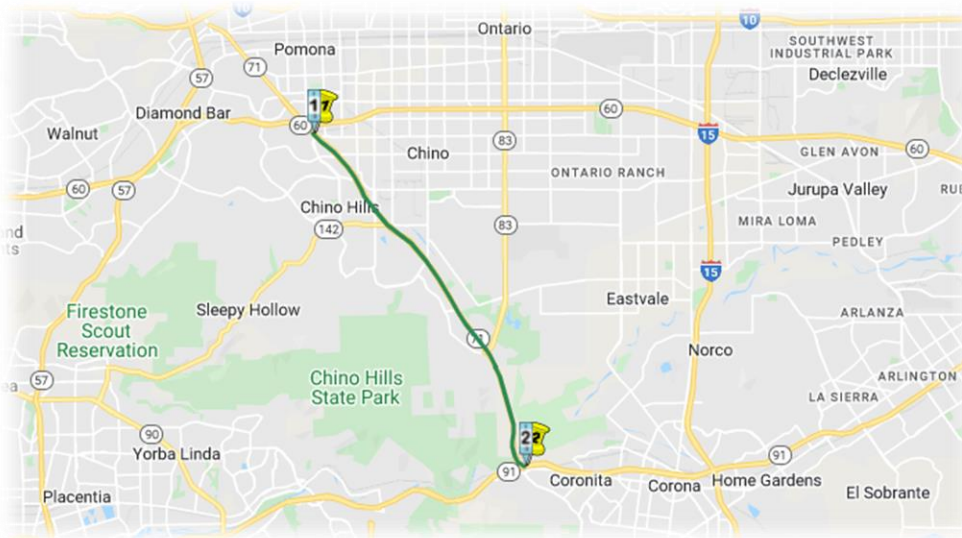 10
Ontario
10
SOUTHWEST
INDUSTRIAL PARK
Pomona
71
57
Declezville
1
Diamond Bar
60
60
Walnut
15
83
60
Chino
GLEN AVON
ONTARIO RANCH
60
57
Jurupa Valley
Chino Hills
142
83
MIRA LOMA
PEDLEY
15
Sleepy Hollow
Firestone
Scout
Reservation
Eastvale
ARLANZA
71
Norco
57
Chino Hills
State Park
ARLINGTON
LA SIERRA
90
2
Yorba Linda
91
91
Coronita
Corona
Home Gardens
Placentia
El Sobrante